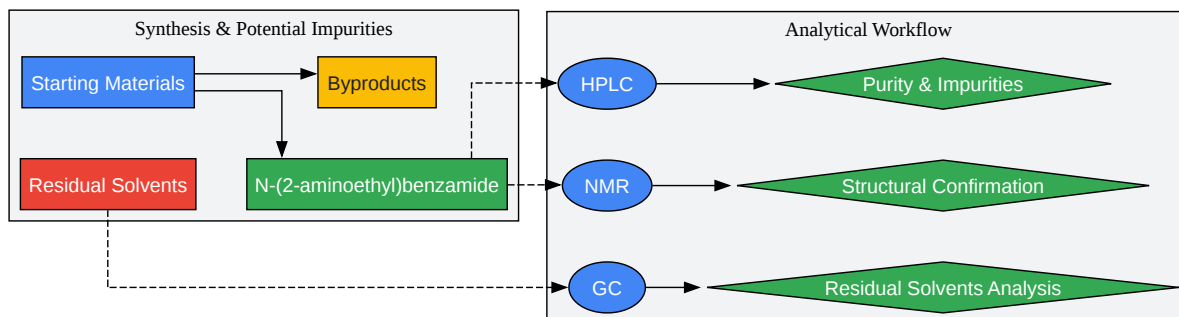 Synthesis & Potential Impurities
Starting Materials
Byproducts
Residual Solvents
N-(2-aminoethyl)benzamide
Analytical Workflow
HPLC
Purity & Impurities
NMR
Structural Confirmation
GC
Residual Solvents Analysis